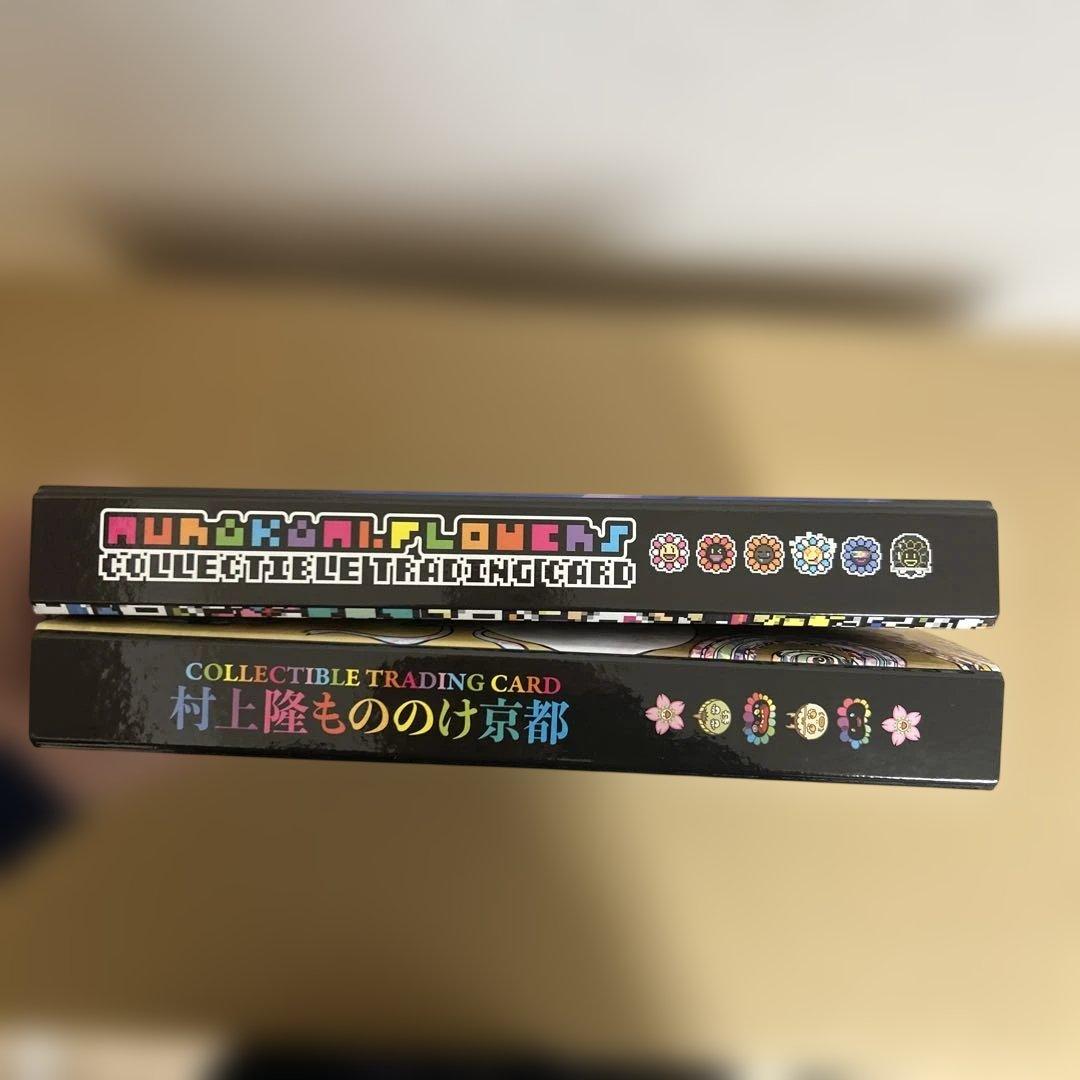 MURAKAMI.FLOWERS
COLLECTIBLE TRADING CARD
COLLECTIBLE TRADING CARD
村上隆もののけ京都